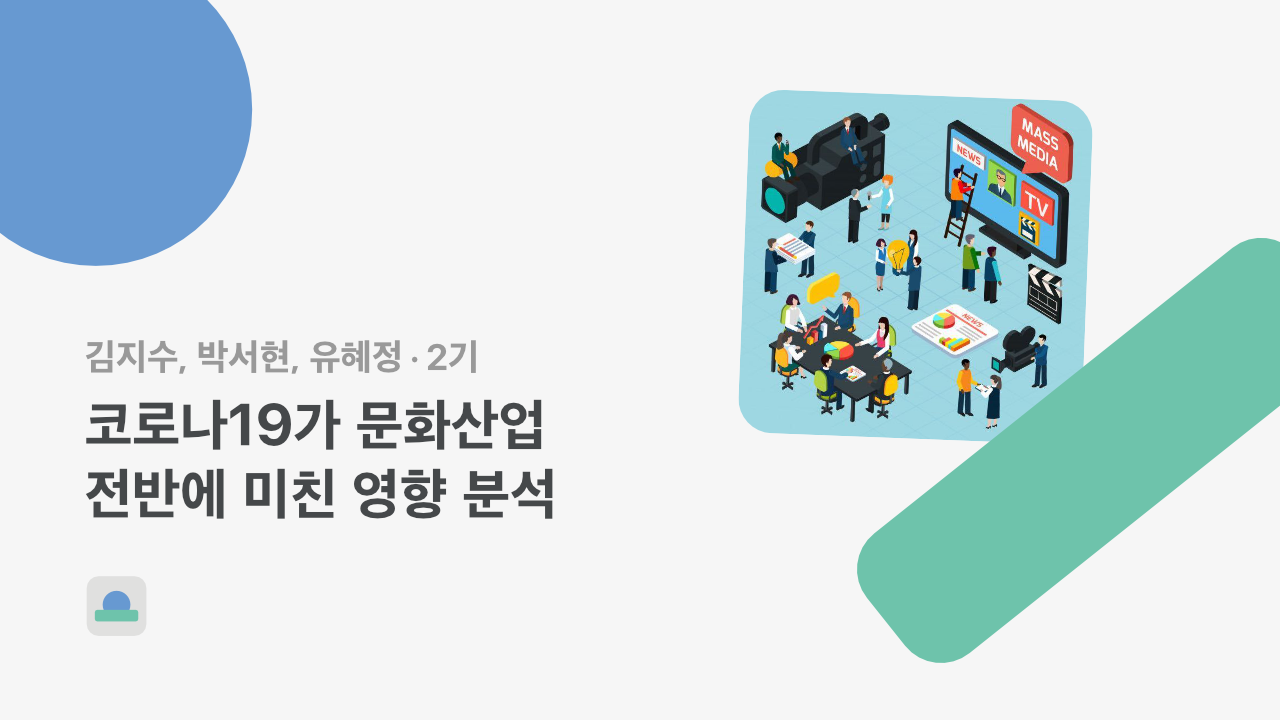 김지수, 박서현, 유혜정 · 2기
코로나19가 문화산업
전반에 미친 영향 분석
MASS
MEDIA
NEWS
TV
NEWS